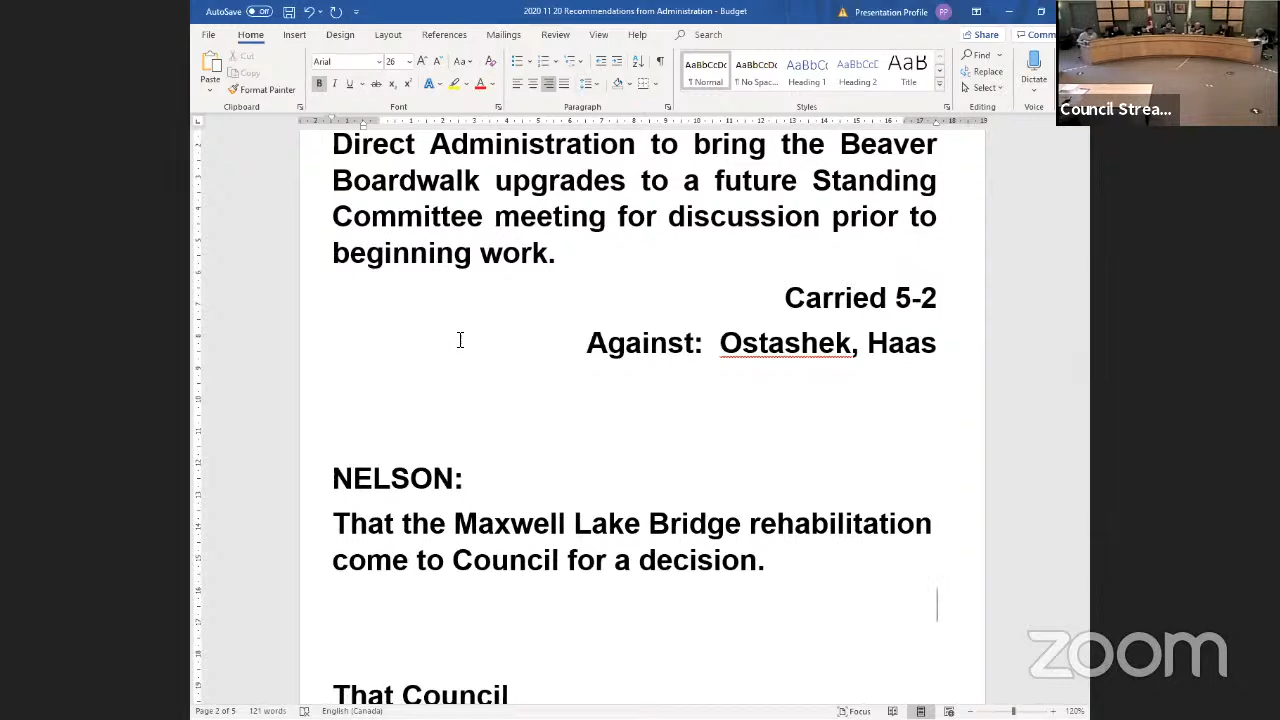 AutoSave Off 2020 11 20 Recommendations from Administration - Budget Presentation Profile PP
File Home Insert Design Layout References Mailings Review View Help Search Share Comm
Paste Cut Copy Format Painter
Arial 26
Find Replace Select Dictate
Normal No Spac... Heading 1 Heading 2 Title
Clipboard Font Paragraph Styles Editing Voice
Council Strea...
Direct Administration to bring the Beaver
Boardwalk upgrades to a future Standing
Committee meeting for discussion prior to
beginning work.
Carried 5-2
Against: Ostashek, Haas
NELSON:
That the Maxwell Lake Bridge rehabilitation
come to Council for a decision.
That Council
zoom
Page 2 of 5 121 words English (Canada) Focus 120%